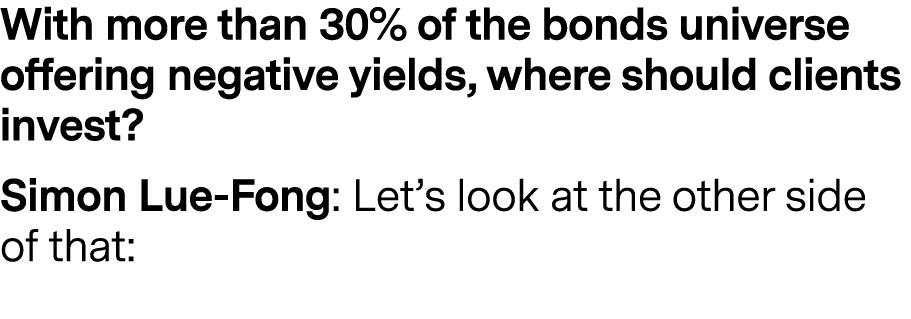 With more than 30% of the bonds universe
offering negative yields, where should clients
invest?
Simon Lue-Fong: Let’s look at the other side
of that: